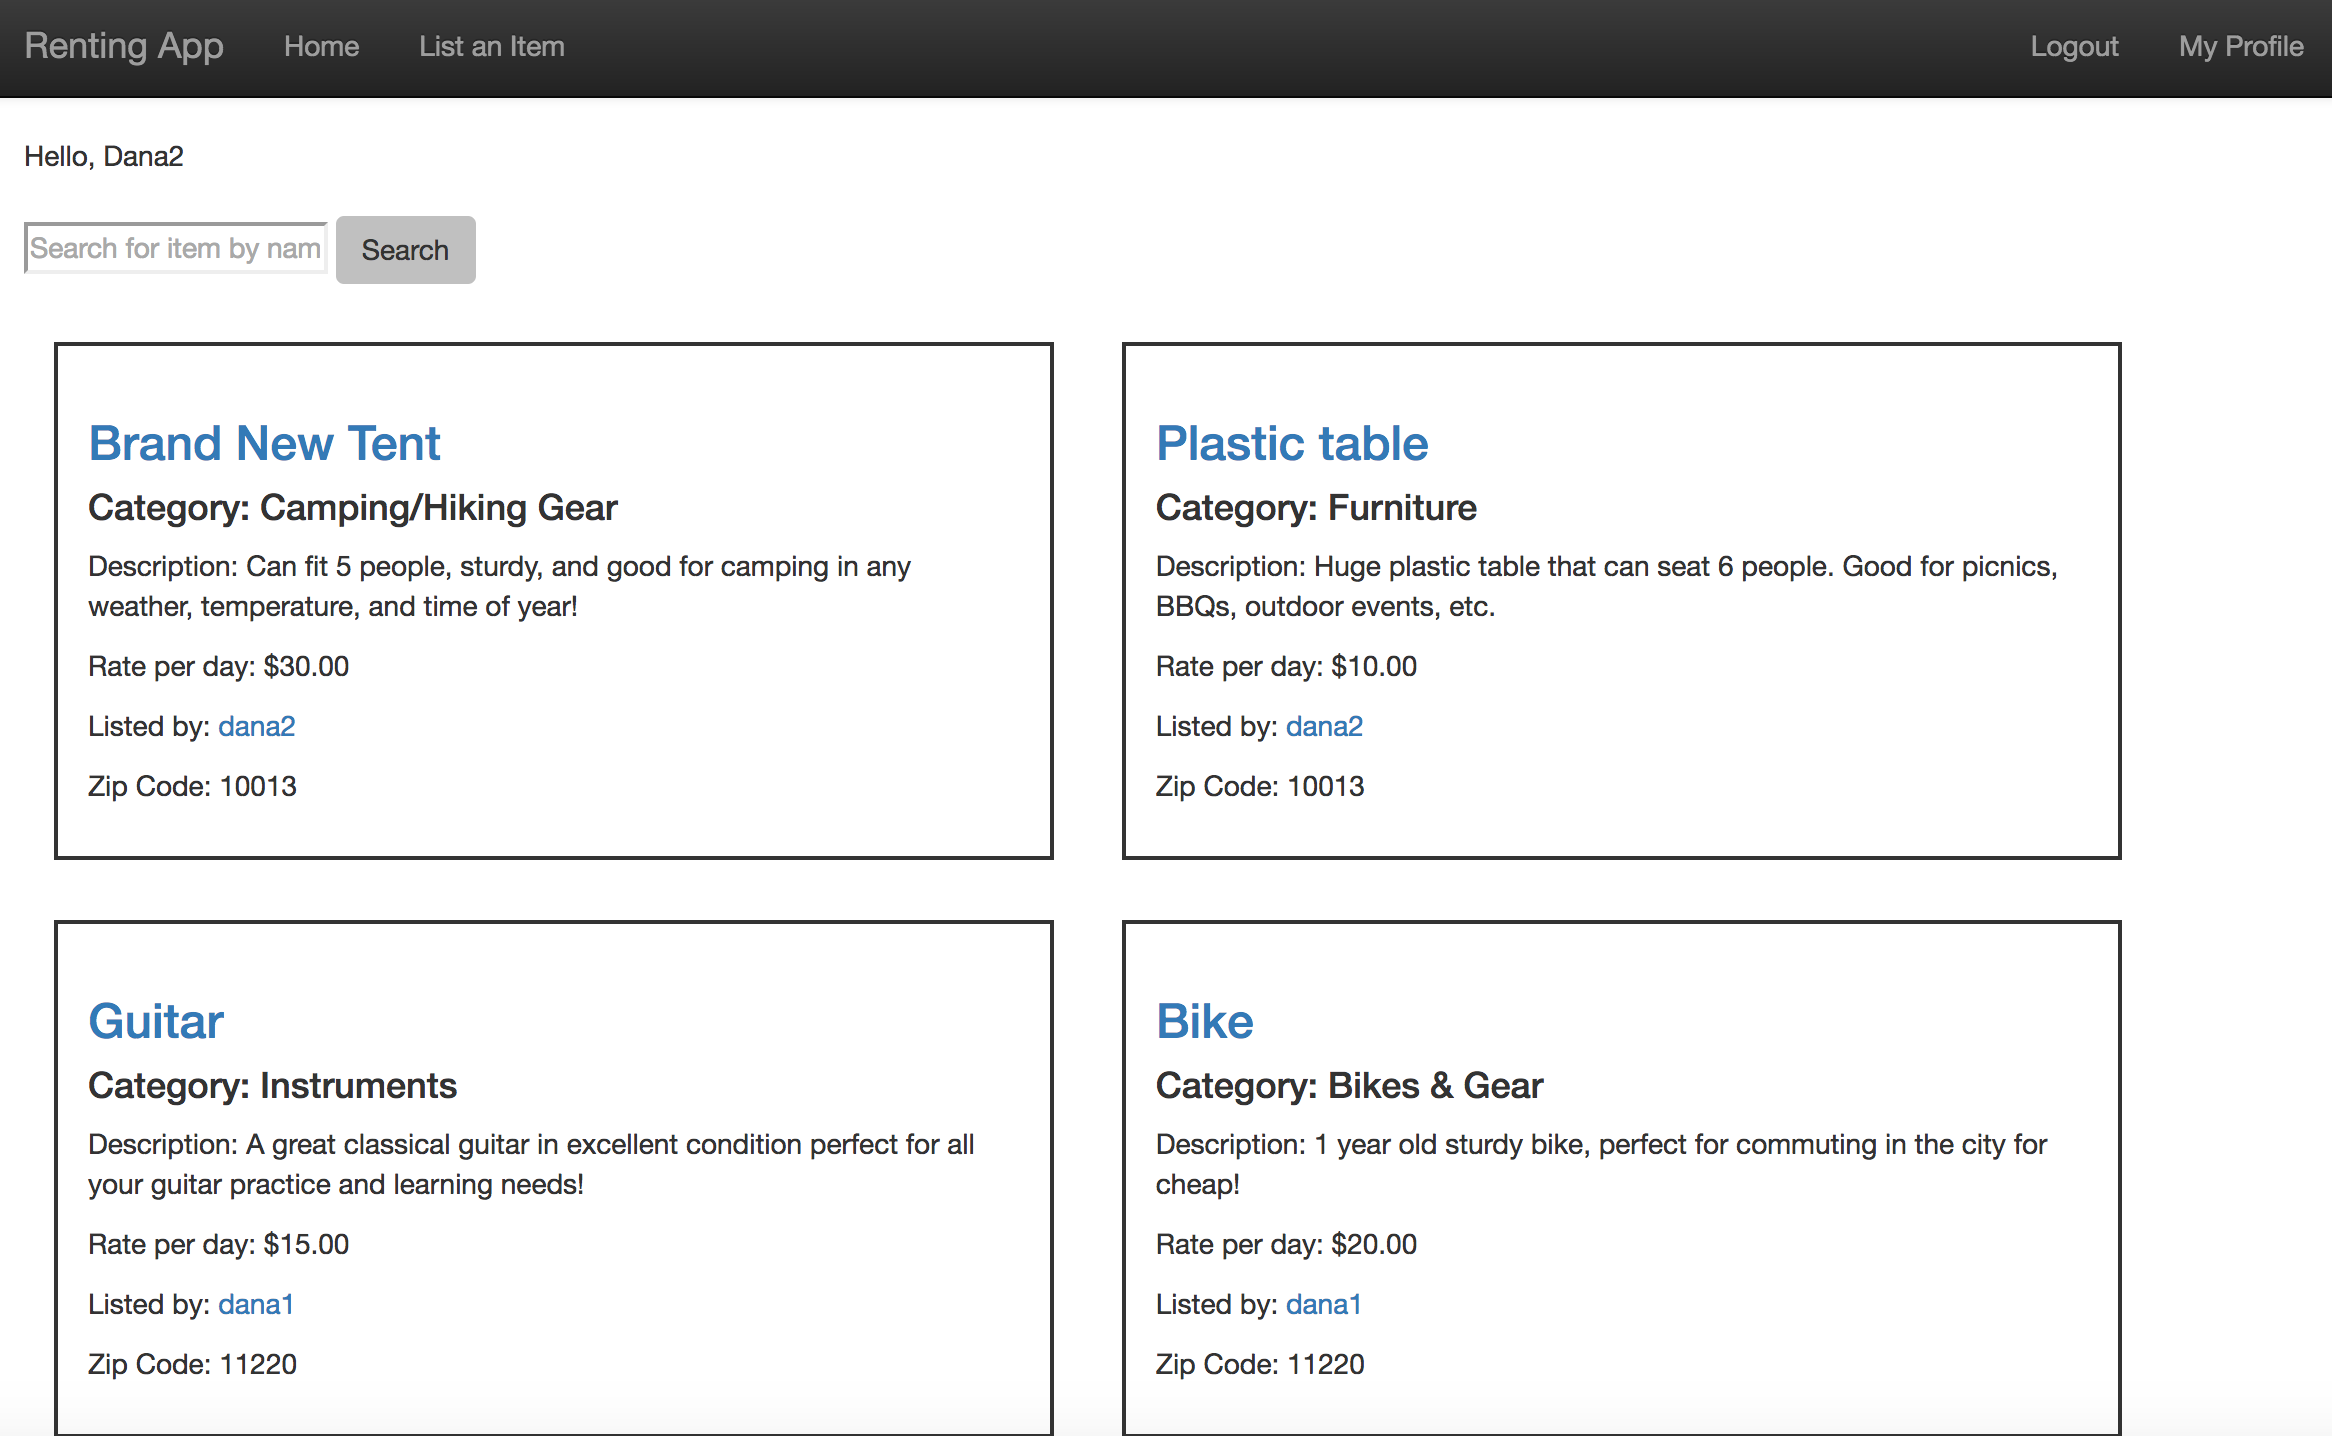 Renting App Home List an Item Logout My Profile
Hello, Dana2
Search for item by nam Search
Brand New Tent
Category: Camping/Hiking Gear
Description: Can fit 5 people, sturdy, and good for camping in any
weather, temperature, and time of year!
Rate per day: $30.00
Listed by: dana2
Zip Code: 10013
Plastic table
Category: Furniture
Description: Huge plastic table that can seat 6 people. Good for picnics,
BBQs, outdoor events, etc.
Rate per day: $10.00
Listed by: dana2
Zip Code: 10013
Guitar
Category: Instruments
Description: A great classical guitar in excellent condition perfect for all
your guitar practice and learning needs!
Rate per day: $15.00
Listed by: dana1
Zip Code: 11220
Bike
Category: Bikes & Gear
Description: 1 year old sturdy bike, perfect for commuting in the city for
cheap!
Rate per day: $20.00
Listed by: dana1
Zip Code: 11220